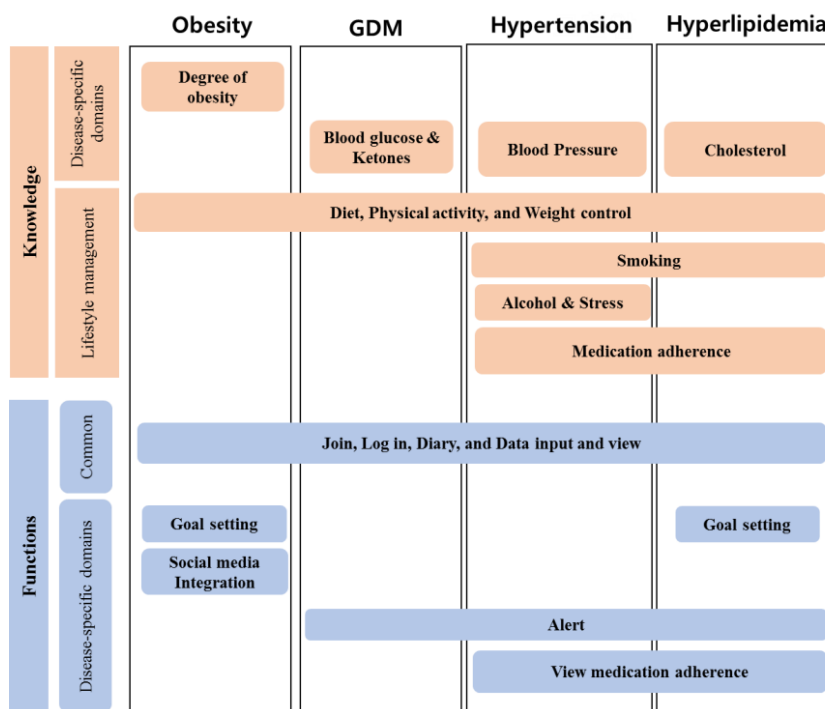 Obesity GDM Hypertension Hyperlipidemia
Knowledge
Disease-specific
domains
Degree of
obesity
Blood glucose &
Ketones
Blood Pressure
Cholesterol
Lifestyle management
Diet, Physical activity, and Weight control
Smoking
Alcohol & Stress
Medication adherence
Functions
Common
Join, Log in, Diary, and Data input and view
Disease-specific domains
Goal setting
Goal setting
Social media
Integration
Alert
View medication adherence